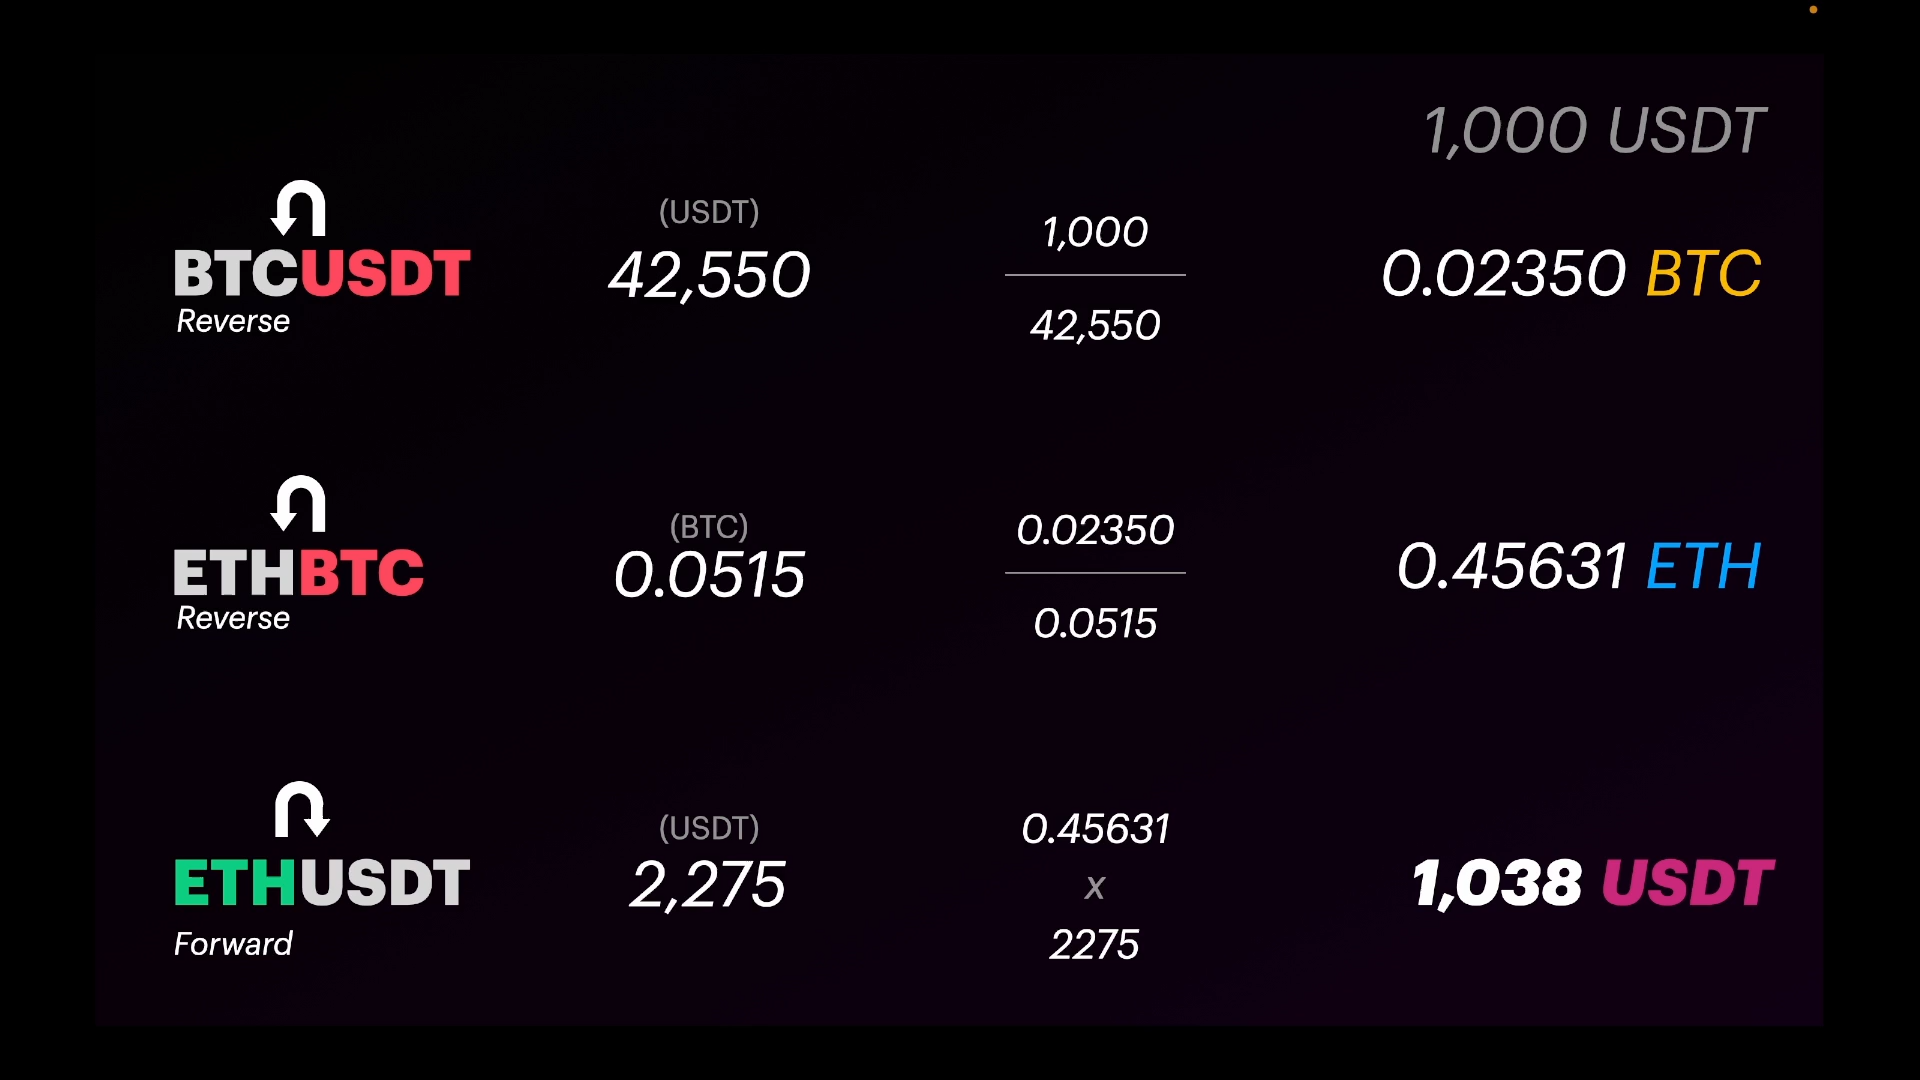 1,000 USDT
BTCUSDT
Reverse
(USDT)
42,550
1,000
42,550
0.02350 BTC
ETHBTC
Reverse
(BTC)
0.0515
0.02350
0.0515
0.45631 ETH
ETHUSDT
Forward
(USDT)
2,275
0.45631
x
2275
1,038 USDT